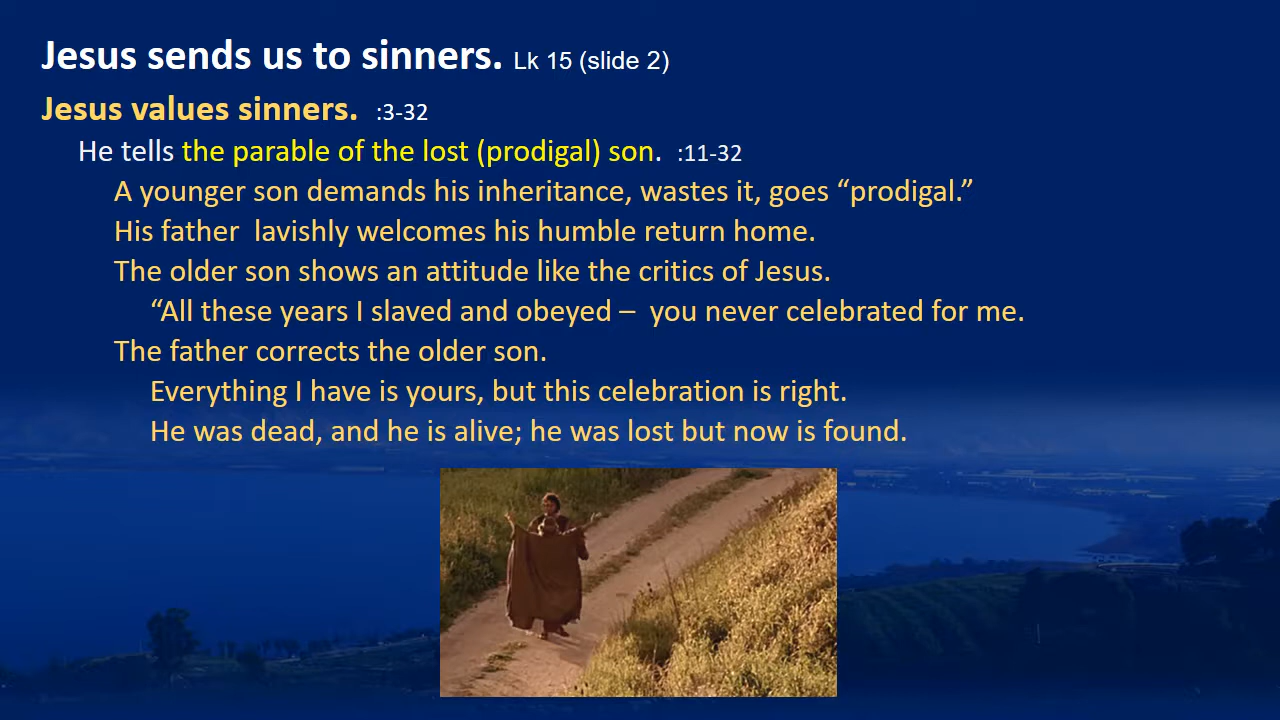 Jesus sends us to sinners. Lk 15 (slide 2)
Jesus values sinners. :3-32
He tells the parable of the lost (prodigal) son. :11-32
A younger son demands his inheritance, wastes it, goes “prodigal.”
His father  lavishly welcomes his humble return home.
The older son shows an attitude like the critics of Jesus.
“All these years I slaved and obeyed –  you never celebrated for me.
The father corrects the older son.
Everything I have is yours, but this celebration is right.
He was dead, and he is alive; he was lost but now is found.